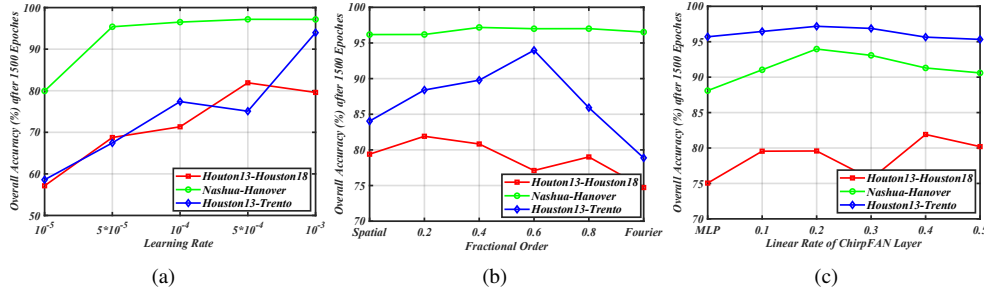 Overall Accuracy (%) after 1500 Epoches
100
90
80
70
60
50
10^-5
5*10^-5
10^-4
5*10^-4
10^-3
Learning Rate
Houton13-Houston18
Nashua-Hanover
Houston13-Trento
(a)
Overall Accuracy (%) after 1500 Epoches
100
95
90
85
80
75
70
Spatial
0.2
0.4
0.6
0.8
Fourier
Fractional Order
Houton13-Houston18
Nashua-Hanover
Houston13-Trento
(b)
Overall Accuracy (%) after 1500 Epoches
100
95
90
85
80
75
70
MLP
0.1
0.2
0.3
0.4
0.5
Linear Rate of ChirpFAN Layer
Houton13-Houston18
Nashua-Hanover
Houston13-Trento
(c)